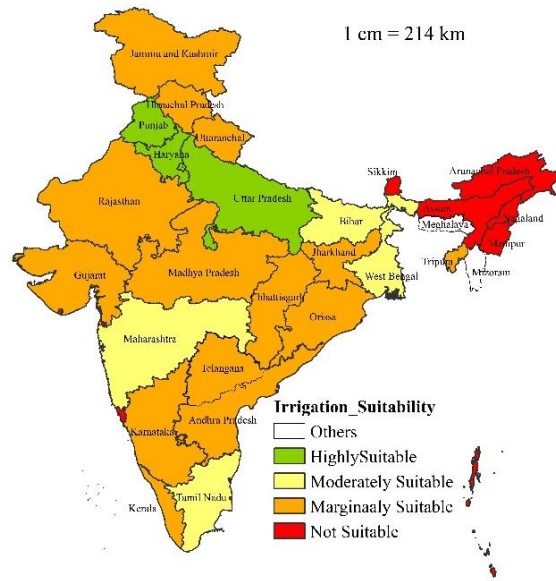 1 cm = 214 km
Jammu and Kashmir
Himachal Pradesh
Punjab
Uttaranchal
Haryana
Sikkim
Arunachal Pradesh
Uttar Pradesh
Rajasthan
Assam
Nagaland
Bihar
Meghalaya
Manipur
Jharkhand
Tripura
Gujarat
Madhya Pradesh
West Bengal
Mizoram
Chhattisgurh
Orissa
Maharashtra
Telangana
Irrigation_Suitability
Others
Andhra Pradesh
Karnataka
HighlySuitable
Moderately Suitable
Tamil Nadu
Marginaaly Suitable
Kerals
Not Suitable